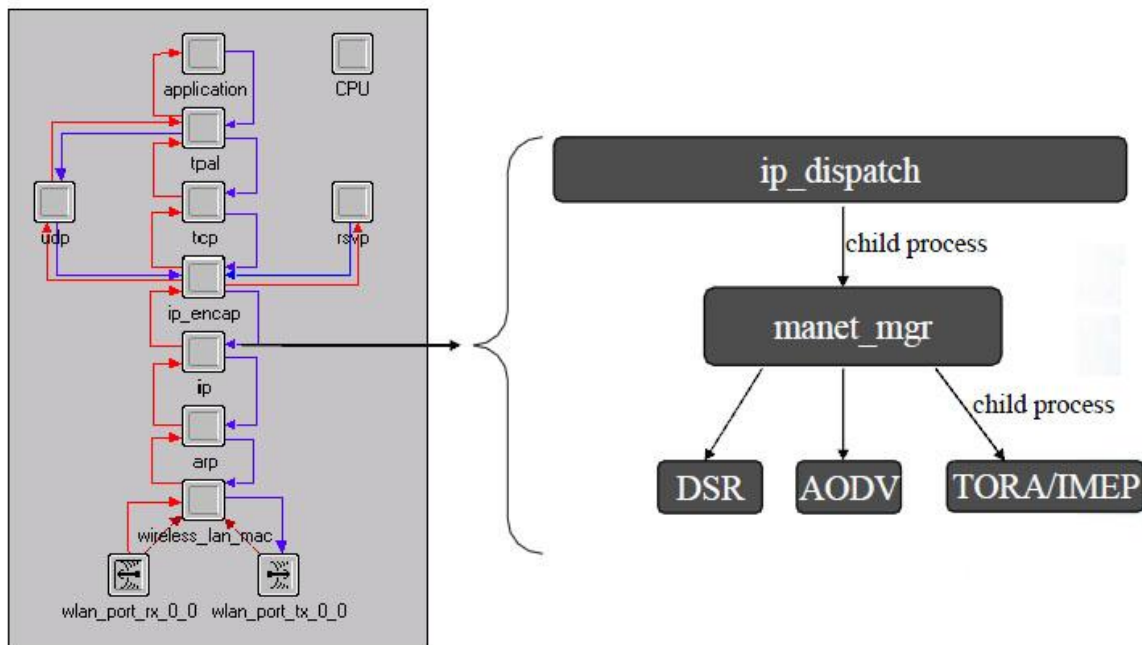 application
CPU
tpal
udp
tcp
rsvp
ip_encap
ip
arp
wireless_lan_mac
wlan_port_rx_0_0
wlan_port_tx_0_0
ip_dispatch
child process
manet_mgr
child process
DSR
AODV
TORA/IMEP